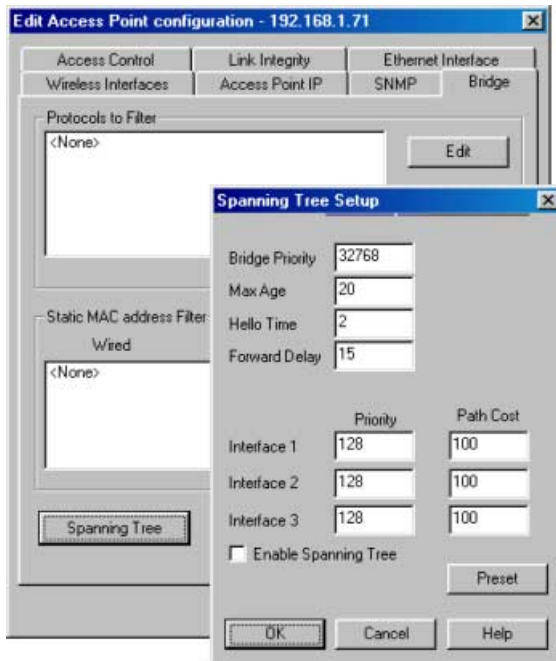 Edit Access Point configuration - 192.168.1.71
Access Control Link Integrity Ethernet Interface
Wireless Interfaces Access Point IP SNMP Bridge
Protocols to Filter
<None>
Edit
Static MAC address Filter
Wired
<None>
Spanning Tree
Spanning Tree Setup
Bridge Priority 32768
Max Age 20
Hello Time 2
Forward Delay 15
Priority Path Cost
Interface 1 128 100
Interface 2 128 100
Interface 3 128 100
Enable Spanning Tree
Preset
OK Cancel Help